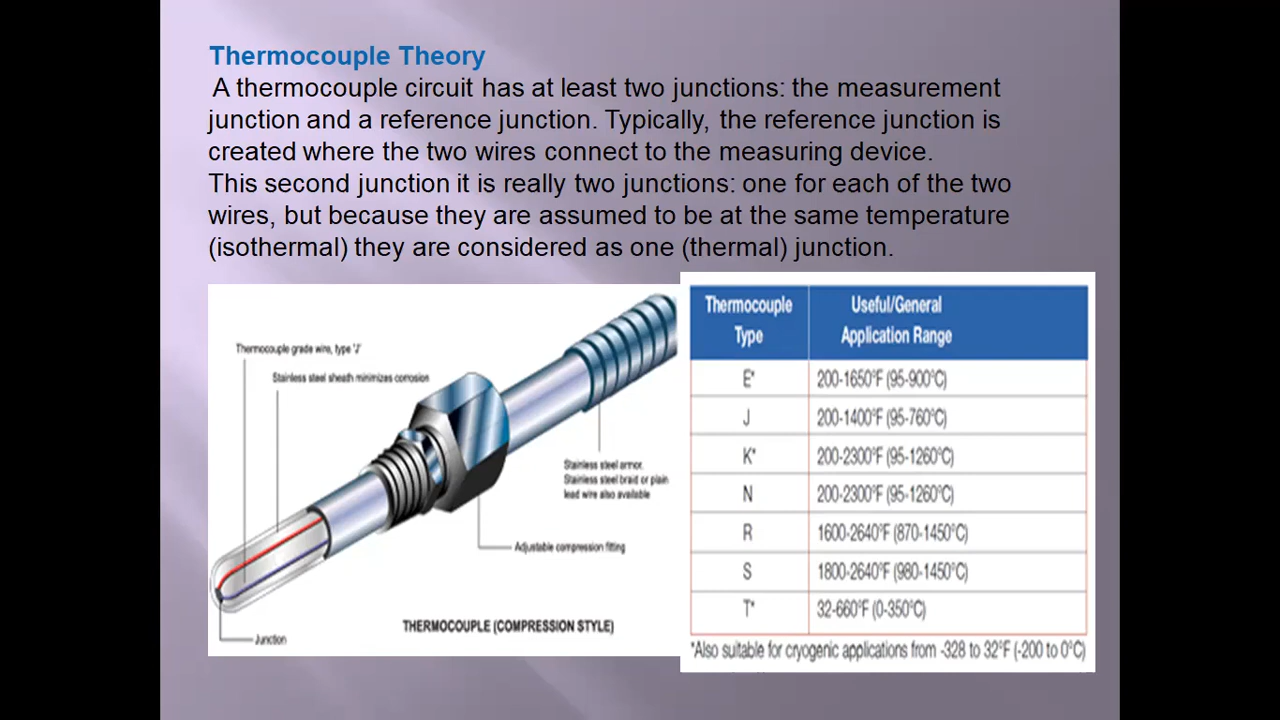 Thermocouple Theory
A thermocouple circuit has at least two junctions: the measurement
junction and a reference junction. Typically, the reference junction is
created where the two wires connect to the measuring device.
This second junction it is really two junctions: one for each of the two
wires, but because they are assumed to be at the same temperature
(isothermal) they are considered as one (thermal) junction.
Thermocouple grade wire, type "J"
Stainless steel sheath minimizes corrosion
Stainless steel armor.
Stainless steel braid or plain
lead wire also available
Adjustable compression fitting
THERMOCOUPLE (COMPRESSION STYLE)
Junction
Thermocouple Type Useful/General Application Range
E* 200-1650°F (95-900°C)
J 200-1400°F (95-760°C)
K* 200-2300°F (95-1260°C)
N 200-2300°F (95-1260°C)
R 1600-2640°F (870-1450°C)
S 1800-2640°F (980-1450°C)
T* 32-660°F (0-350°C)
*Also suitable for cryogenic applications from -328 to 32°F (-200 to 0°C)